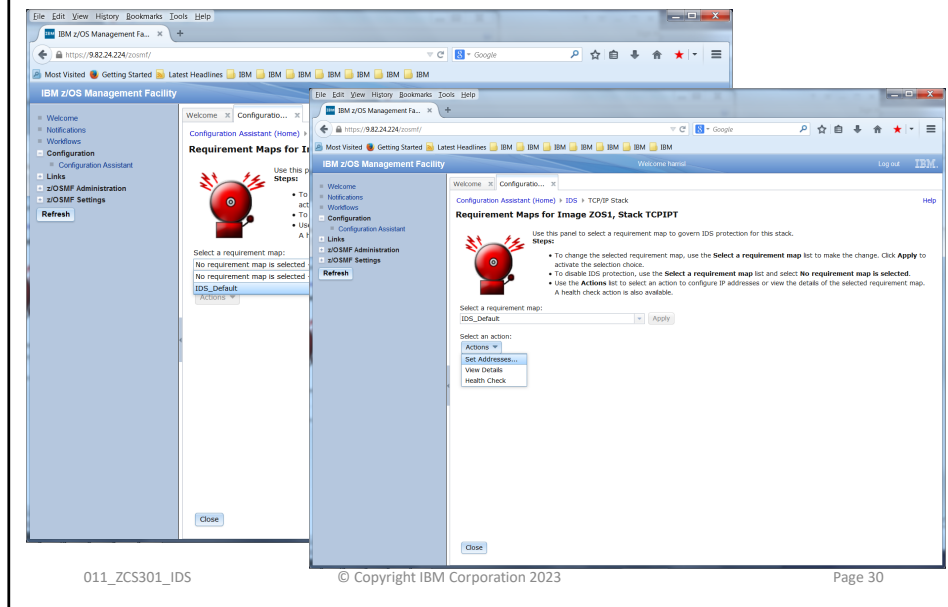 File Edit View History Bookmarks Tools Help
IBM z/OS Management Fa... × +
https://9.82.24.224/zosmf/
Google
Most Visited Getting Started Latest Headlines IBM IBM IBM IBM IBM IBM IBM
IBM z/OS Management Facility
Welcome
Notifications
Workflows
Configuration
Configuration Assistant
Links
z/OSMF Administration
z/OSMF Settings
Refresh
Welcome Configuratio...
Configuration Assistant (Home)
Requirement Maps for
Use this
Steps:
To
To
Select a requirement map:
No requirement map is selected
No requirement map is selected
IDS_Default
Actions
Close
File Edit View History Bookmarks Tools Help
IBM z/OS Management Fa... × +
https://9.82.24.224/zosmf/
Google
Most Visited Getting Started Latest Headlines IBM IBM IBM IBM IBM IBM IBM
IBM z/OS Management Facility Welcome Log out IBM.
Welcome
Notifications
Workflows
Configuration
Configuration Assistant
Links
z/OSMF Administration
z/OSMF Settings
Refresh
Welcome Configuratio...
Configuration Assistant (Home) IDS TCP/IP Stack Help
Requirement Maps for Image ZOS1, Stack TCPIPT
Use this panel to select a requirement map to govern IDS protection for this stack.
Steps:
• To change the selected requirement map, use the Select a requirement map list to make the change. Click Apply to
activate the selection choice.
• To disable IDS protection, use the Select a requirement map list and select No requirement map is selected.
• Use the Actions list to select an action to configure IP addresses or view the details of the selected requirement map.
A health check action is also available.
Select a requirement map:
IDS_Default Apply
Select an action:
Actions
Set Addresses...
View Details
Health Check
Close
011_ZCS301_IDS © Copyright IBM Corporation 2023 Page 30